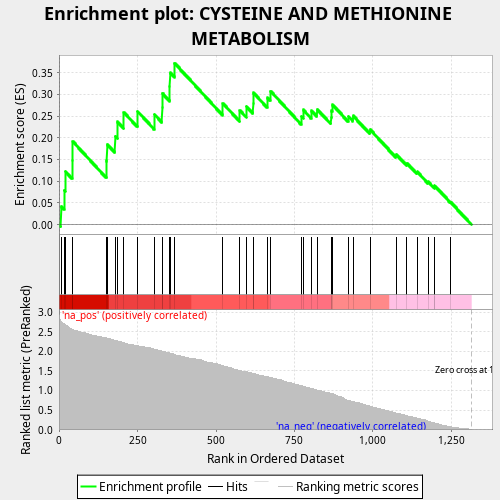 Enrichment plot: CYSTEINE AND METHIONINE
METABOLISM
Enrichment score (ES)
0.35
0.30
0.25
0.20
0.15
0.10
0.05
0.00
Ranked list metric (PreRanked)
3.0
2.5
2.0
1.5
1.0
0.5
0.0
'na_pos' (positively correlated)
Zero cross at 1
'na_neg' (negatively correlated)
0
250
500
750
1,000
1,250
Rank in Ordered Dataset
Enrichment profile
Hits
Ranking metric scores